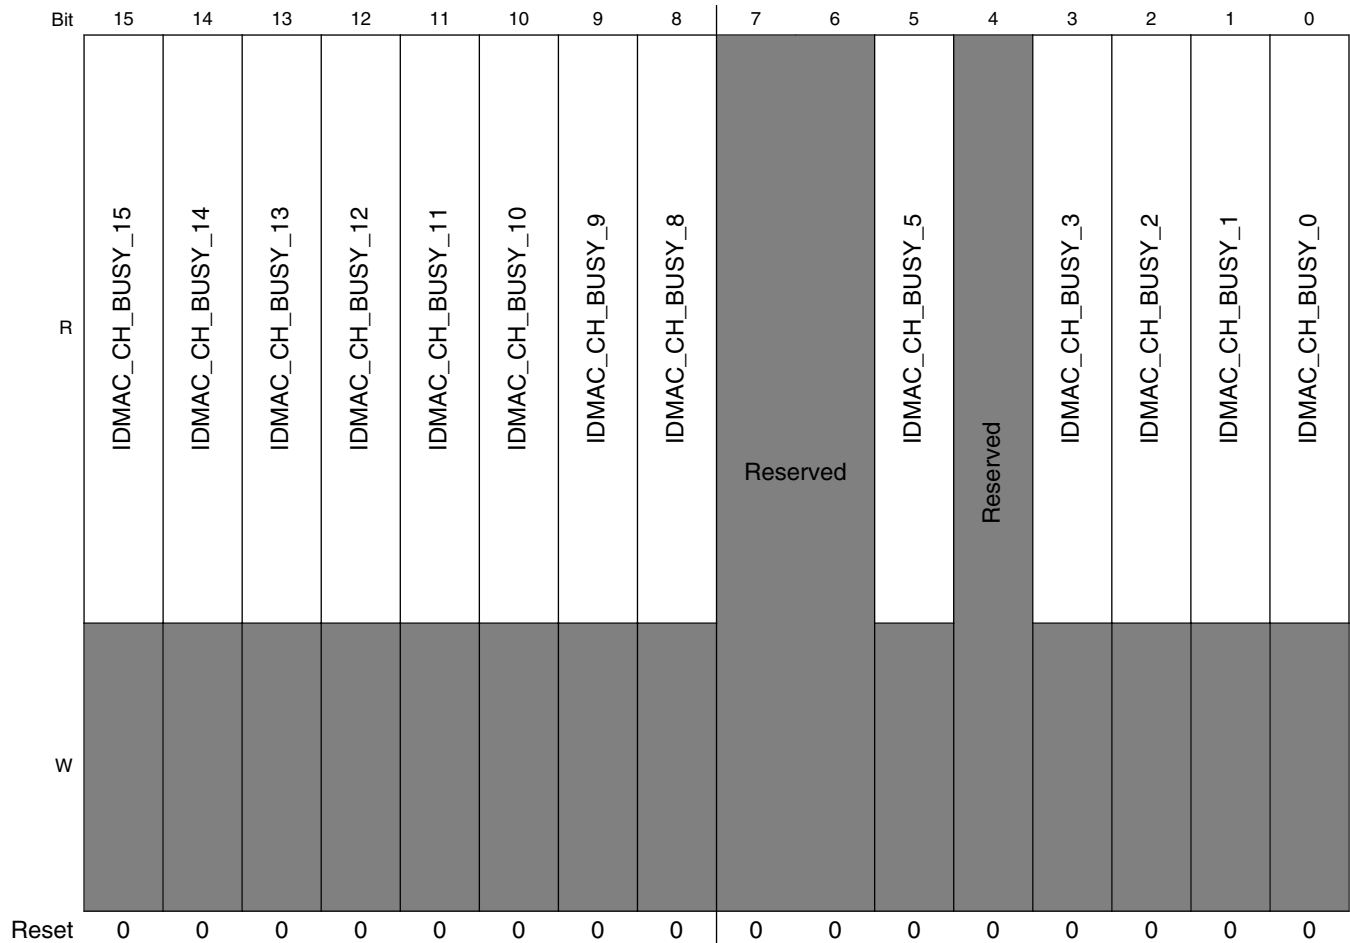 Bit 15 14 13 12 11 10 9 8 7 6 5 4 3 2 1 0
R
IDMAC_CH_BUSY_15
IDMAC_CH_BUSY_14
IDMAC_CH_BUSY_13
IDMAC_CH_BUSY_12
IDMAC_CH_BUSY_11
IDMAC_CH_BUSY_10
IDMAC_CH_BUSY_9
IDMAC_CH_BUSY_8
Reserved
IDMAC_CH_BUSY_5
Reserved
IDMAC_CH_BUSY_3
IDMAC_CH_BUSY_2
IDMAC_CH_BUSY_1
IDMAC_CH_BUSY_0
W
Reset 0 0 0 0 0 0 0 0 0 0 0 0 0 0 0 0